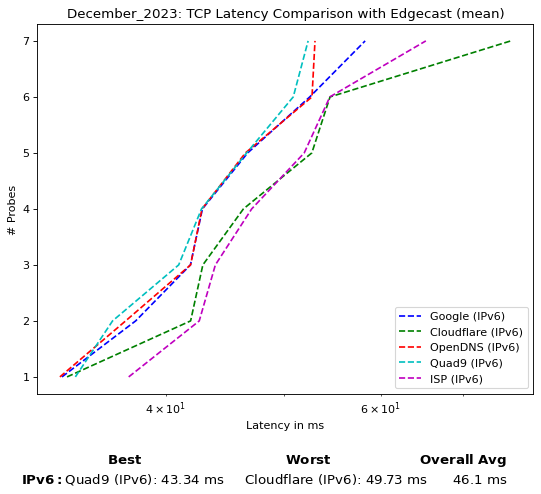 December_2023: TCP Latency Comparison with Edgecast (mean)
7
6
5
4
3
2
1
# Probes
4 × 10¹
6 × 10¹
Latency in ms
Google (IPv6)
Cloudflare (IPv6)
OpenDNS (IPv6)
Quad9 (IPv6)
ISP (IPv6)
Best Worst Overall Avg
IPv6: Quad9 (IPv6): 43.34 ms Cloudflare (IPv6): 49.73 ms 46.1 ms